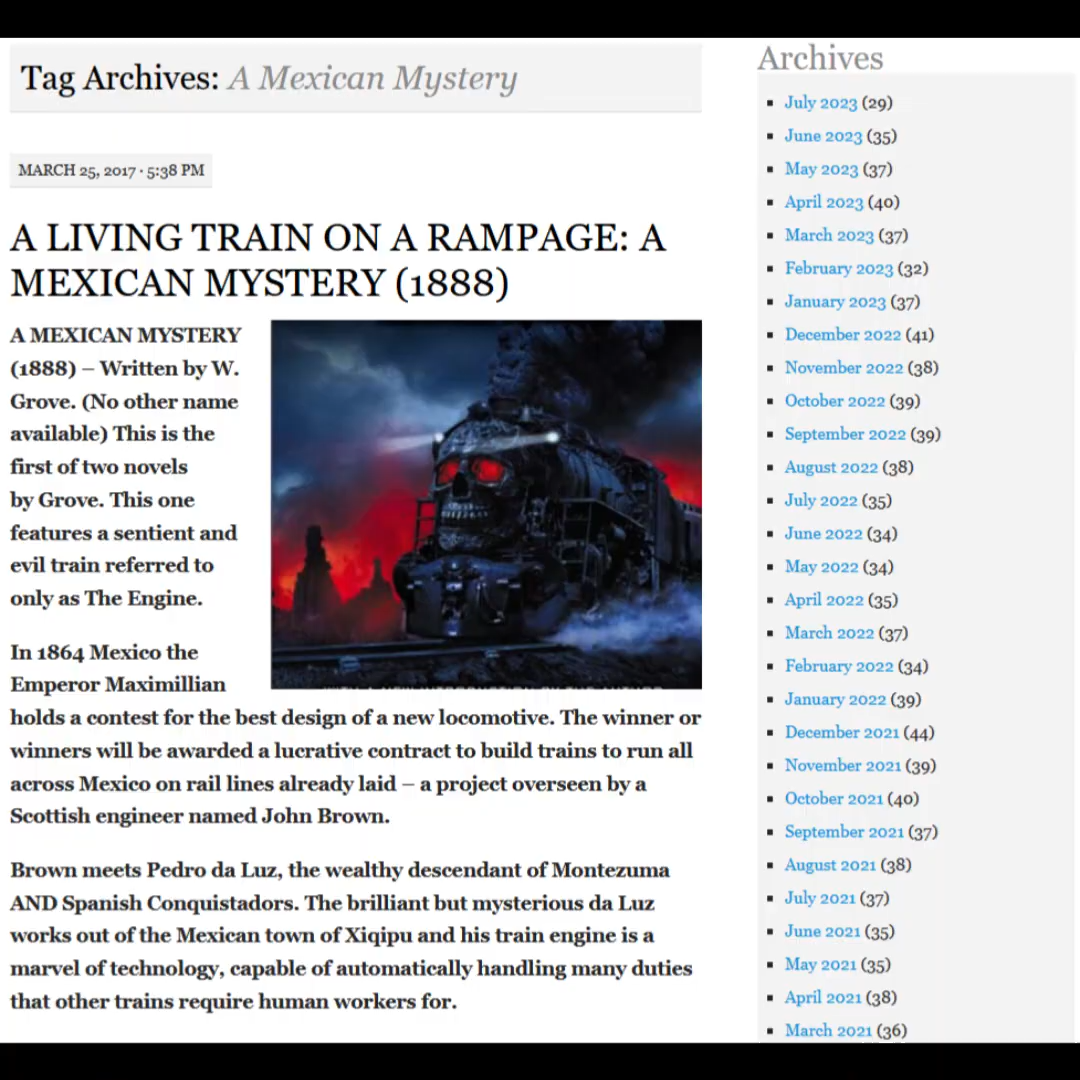 Tag Archives: A Mexican Mystery
MARCH 25, 2017 · 5:38 PM
A LIVING TRAIN ON A RAMPAGE: A
MEXICAN MYSTERY (1888)
A MEXICAN MYSTERY
(1888) – Written by W.
Grove. (No other name
available) This is the
first of two novels
by Grove. This one
features a sentient and
evil train referred to
only as The Engine.
In 1864 Mexico the
Emperor Maximillian
holds a contest for the best design of a new locomotive. The winner or
winners will be awarded a lucrative contract to build trains to run all
across Mexico on rail lines already laid – a project overseen by a
Scottish engineer named John Brown.
Brown meets Pedro da Luz, the wealthy descendant of Montezuma
AND Spanish Conquistadors. The brilliant but mysterious da Luz
works out of the Mexican town of Xiqipu and his train engine is a
marvel of technology, capable of automatically handling many duties
that other trains require human workers for.
Archives
July 2023 (29)
June 2023 (35)
May 2023 (37)
April 2023 (40)
March 2023 (37)
February 2023 (32)
January 2023 (37)
December 2022 (41)
November 2022 (38)
October 2022 (39)
September 2022 (39)
August 2022 (38)
July 2022 (35)
June 2022 (34)
May 2022 (34)
April 2022 (35)
March 2022 (37)
February 2022 (34)
January 2022 (39)
December 2021 (44)
November 2021 (39)
October 2021 (40)
September 2021 (37)
August 2021 (38)
July 2021 (37)
June 2021 (35)
May 2021 (35)
April 2021 (38)
March 2021 (36)